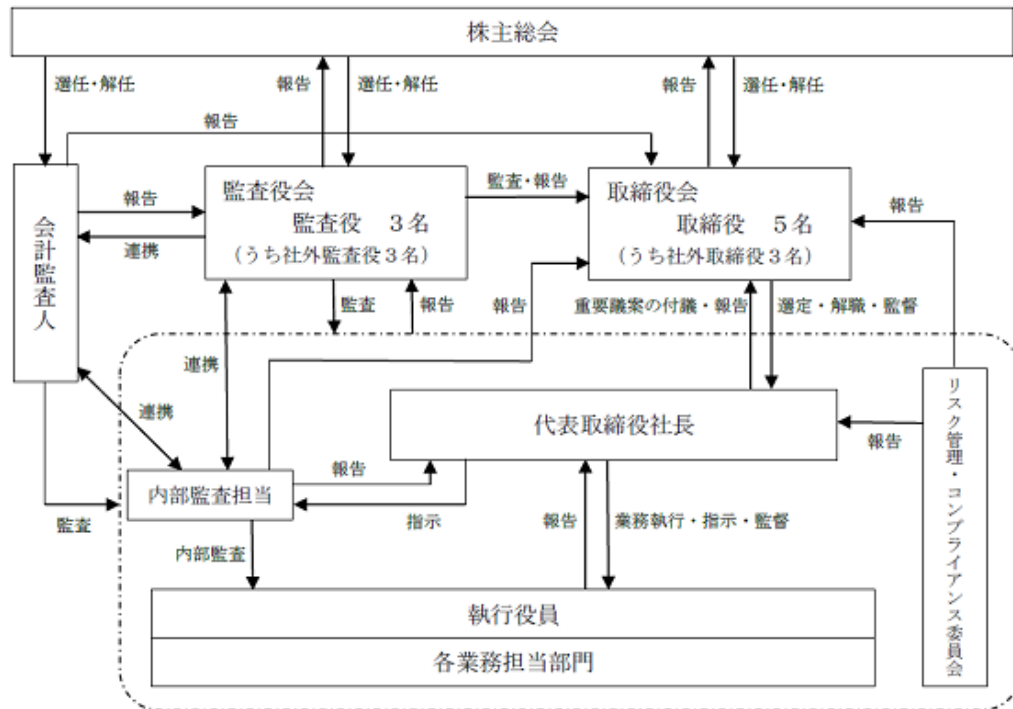 株主総会
選任・解任
報告
選任・解任
報告
選任・解任
報告
会計監査人
報告
連携
監査役会
監査役 3名
(うち社外監査役3名)
監査・報告
取締役会
取締役 5名
(うち社外取締役3名)
報告
監査
報告
報告
重要議案の付議・報告
選定・解職・監督
連携
連携
代表取締役社長
報告
リスク管理・コンプライアンス委員会
内部監査担当
報告
指示
監査
内部監査
報告
業務執行・指示・監督
執行役員
各業務担当部門